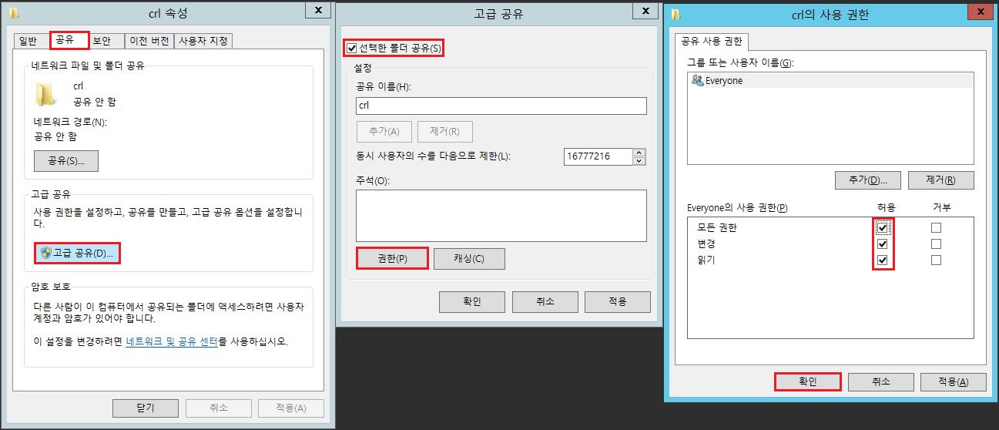 crl 속성
x
일반
공유
보안
이전 버전
사용자 지정
네트워크 파일 및 폴더 공유
crl
공유 안 함
네트워크 경로(N):
공유 안 함
공유(S)...
고급 공유
사용 권한을 설정하고, 공유를 만들고, 고급 공유 옵션을 설정합니
다.
고급 공유(D)...
암호 보호
다른 사람이 이 컴퓨터에서 공유되는 폴더에 액세스하려면 사용자
계정과 암호가 있어야 합니다.
이 설정을 변경하려면 네트워크 및 공유 센터를 사용하십시오.
닫기
취소
적용(A)
고급 공유
x
선택한 폴더 공유(S)
설정
공유 이름(H):
crl
추가(A)
제거(R)
동시 사용자의 수를 다음으로 제한(L):
16777216
주석(O):
권한(P)
캐싱(C)
확인
취소
적용
crl의 사용 권한
x
공유 사용 권한
그룹 또는 사용자 이름(G):
Everyone
추가(D)...
제거(R)
Everyone의 사용 권한(P)
허용
거부
모든 권한
변경
읽기
확인
취소
적용(A)